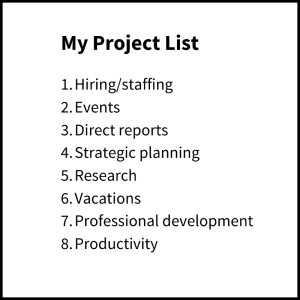 My Project List
1. Hiring/staffing
2. Events
3. Direct reports
4. Strategic planning
5. Research
6. Vacations
7. Professional development
8. Productivity